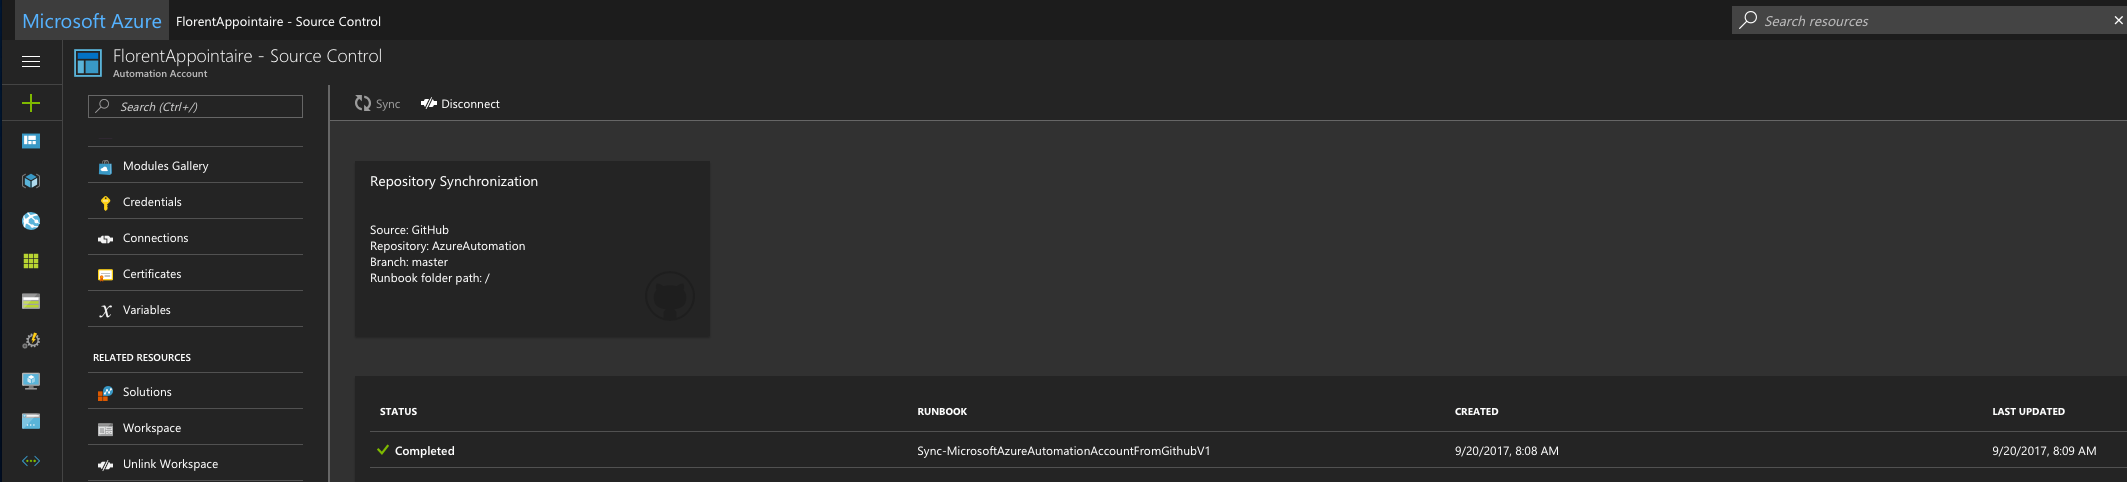 Microsoft Azure FlorentAppointaire - Source Control Search resources
FlorentAppointaire - Source Control
Automation Account
Search (Ctrl+/)
Modules Gallery
Credentials
Connections
Certificates
Variables
RELATED RESOURCES
Solutions
Workspace
Unlink Workspace
Sync Disconnect
Repository Synchronization
Source: GitHub
Repository: AzureAutomation
Branch: master
Runbook folder path: /
STATUS RUNBOOK CREATED LAST UPDATED
Completed Sync-MicrosoftAzureAutomationAccountFromGithubV1 9/20/2017, 8:08 AM 9/20/2017, 8:09 AM